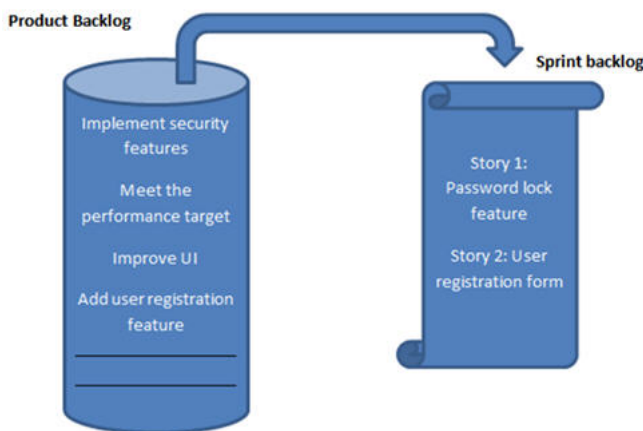 Product Backlog
Sprint backlog
Implement security
features
Meet the
performance target
Improve UI
Add user registration
feature
Story 1:
Password lock
feature
Story 2: User
registration form